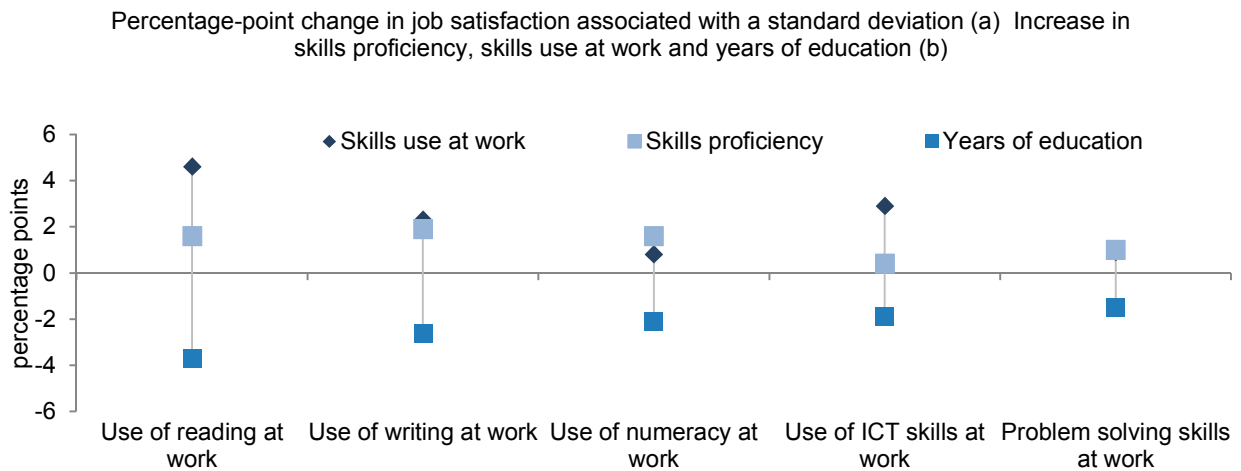 Percentage-point change in job satisfaction associated with a standard deviation (a)  Increase in
skills proficiency, skills use at work and years of education (b)
Skills use at work
Skills proficiency
Years of education
percentage points
6
4
2
0
-2
-4
-6
Use of reading at
work
Use of writing at work
Use of numeracy at
work
Use of ICT skills at
work
Problem solving skills
at work